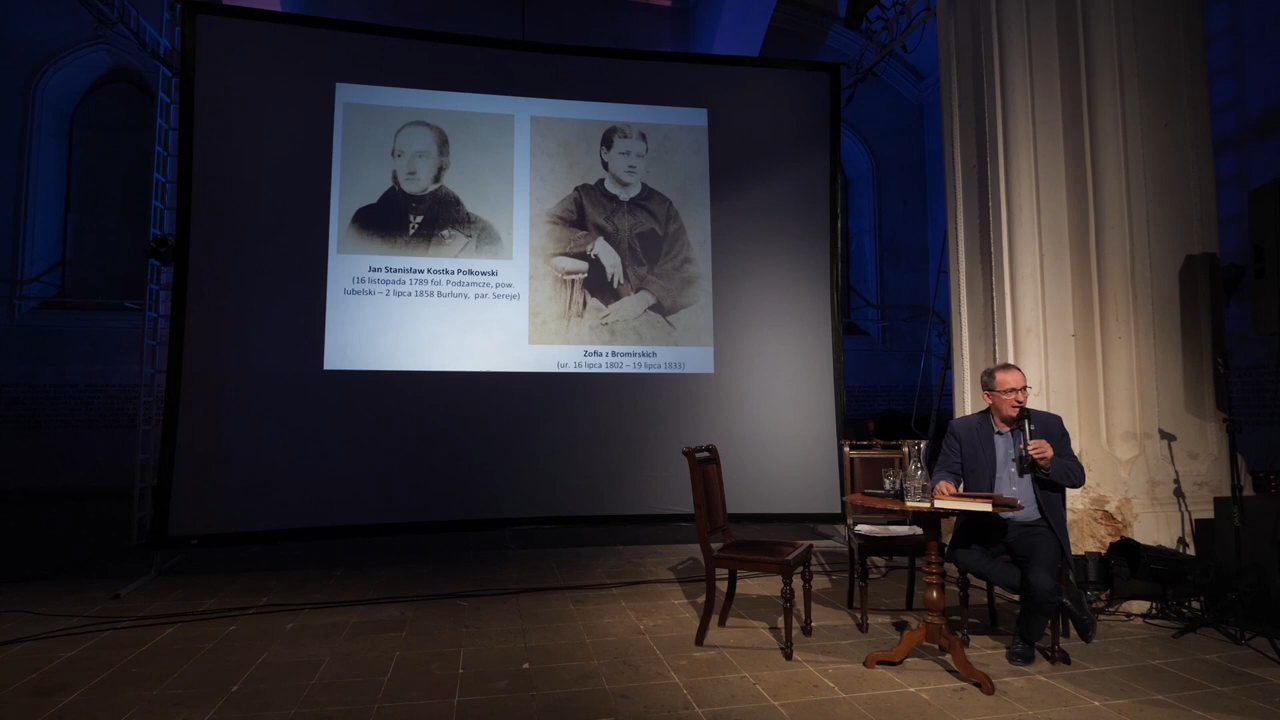 Jan Stanisław Kostka Polkowski
(16 listopada 1789 fol. Podzamcze, pow.
lubelski – 2 lipca 1858 Burluny, par. Sereje)
Zofia z Bromirskich
(ur. 16 lipca 1802 – 19 lipca 1833)